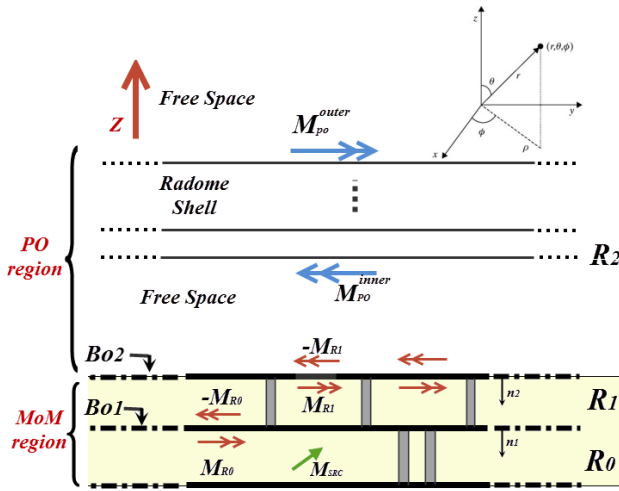 z
(r,θ,ϕ)
θ
r
y
ϕ
x
ρ
Free Space
Z
M_po^outer
Radome
Shell
PO
region
R2
M_PO^inner
Free Space
-M_R1
Bo2
n2
R1
M_R1
-M_R0
Bo1
MoM
region
n1
R0
M_R0
M_SRC